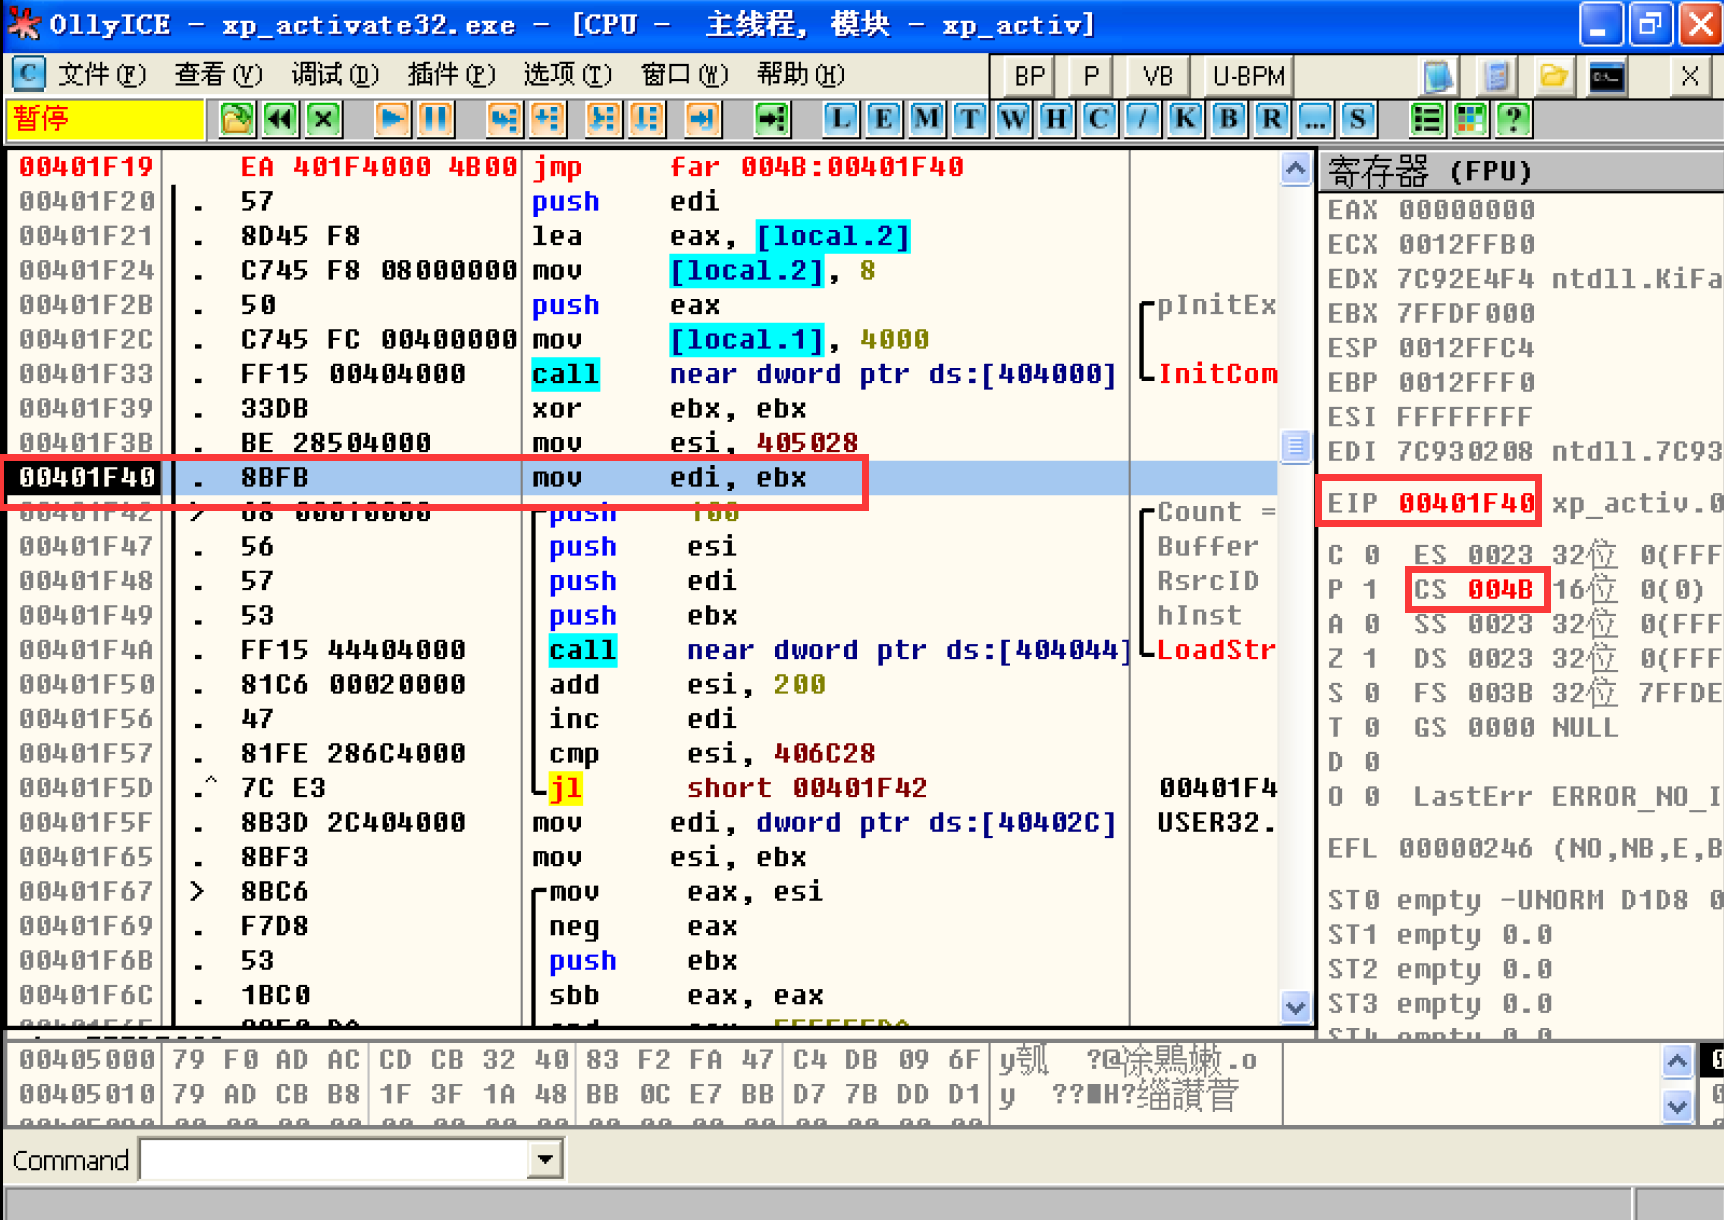 OllyICE - xp_activate32.exe - [CPU - 主线程, 模块 - xp_activ]
C 文件(F) 查看(V) 调试(D) 插件(P) 选项(T) 窗口(W) 帮助(H) BP P VB U-BPM X
暂停 L E M T W H C / K B R ... S ?
00401F19 EA 401F4000 4B00 jmp far 004B:00401F40
00401F20 . 57 push edi
00401F21 . 8D45 F8 lea eax, [local.2]
00401F24 . C745 F8 08000000 mov [local.2], 8
00401F2B . 50 push eax pInitEx
00401F2C . C745 FC 00400000 mov [local.1], 4000
00401F33 . FF15 00404000 call near dword ptr ds:[404000] InitCom
00401F39 . 33DB xor ebx, ebx
00401F3B . BE 28504000 mov esi, 405028
00401F40 . 8BFB mov edi, ebx
00401F42 > 68 00010000 push 100 Count =
00401F47 . 56 push esi Buffer
00401F48 . 57 push edi RsrcID
00401F49 . 53 push ebx hInst
00401F4A . FF15 44404000 call near dword ptr ds:[404044] LoadStr
00401F50 . 81C6 00020000 add esi, 200
00401F56 . 47 inc edi
00401F57 . 81FE 286C4000 cmp esi, 406C28
00401F5D .^ 7C E3 jl short 00401F42 00401F4
00401F5F . 8B3D 2C404000 mov edi, dword ptr ds:[40402C] USER32.
00401F65 . 8BF3 mov esi, ebx
00401F67 > 8BC6 mov eax, esi
00401F69 . F7D8 neg eax
00401F6B . 53 push ebx
00401F6C . 1BC0 sbb eax, eax
寄存器 (FPU)
EAX 00000000
ECX 0012FFB0
EDX 7C92E4F4 ntdll.KiFa
EBX 7FFDF000
ESP 0012FFC4
EBP 0012FFF0
ESI FFFFFFFF
EDI 7C930208 ntdll.7C93
EIP 00401F40 xp_activ.0
C 0 ES 0023 32位 0(FFF
P 1 CS 004B 16位 0(0)
A 0 SS 0023 32位 0(FFF
Z 1 DS 0023 32位 0(FFF
S 0 FS 003B 32位 7FFDE
T 0 GS 0000 NULL
D 0
O 0 LastErr ERROR_NO_I
EFL 00000246 (NO,NB,E,B
ST0 empty -UNORM D1D8 0
ST1 empty 0.0
ST2 empty 0.0
ST3 empty 0.0
ST4 empty 0.0
00405000 79 F0 AD AC CD CB 32 40 83 F2 FA 47 C4 DB 09 6F y ?@涂鷃嫩.o
00405010 79 AD CB B8 1F 3F 1A 48 BB 0C E7 BB D7 7B DD D1 y ??■H?缁讃菅
Command